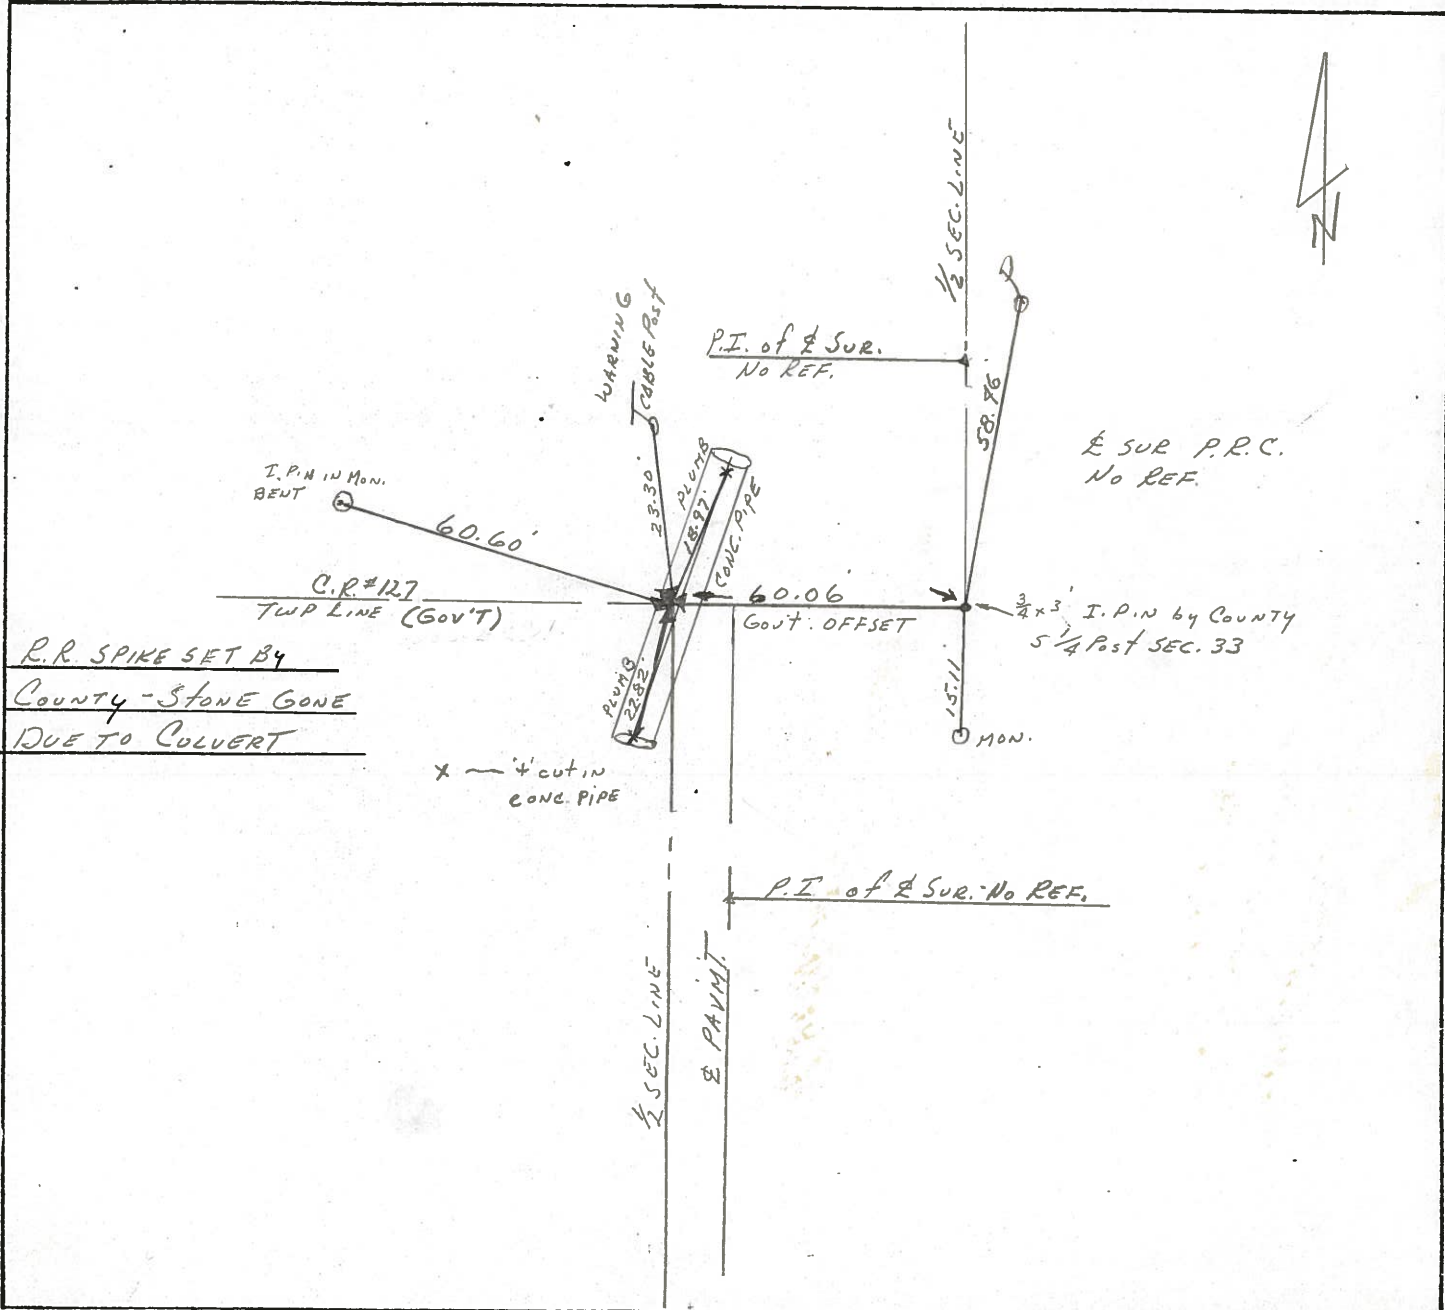 N
1/2 SEC. LINE
WARNING
CABLE Post
P.I. of ℄ SUR.
NO REF.
58.76'
℄ SUR P.R.C.
NO REF.
I. PIN IN MON.
BENT
60.60'
23.30'
PLUMB
18.97'
CONC. PIPE
C.R. #127
TWP LINE (GOV'T)
60.06'
GOV't. OFFSET
3/4 x 3' I. PIN by COUNTY
S 1/4 Post SEC. 33
R.R. SPIKE SET By
COUNTY - STONE GONE
DUE TO CULVERT
PLUMB
22.82'
15.11'
MON.
X — '+' cut in
CONC. PIPE
P.I. of ℄ SUR. - NO REF.
1/2 SEC. LINE
℄ PAVM'T.